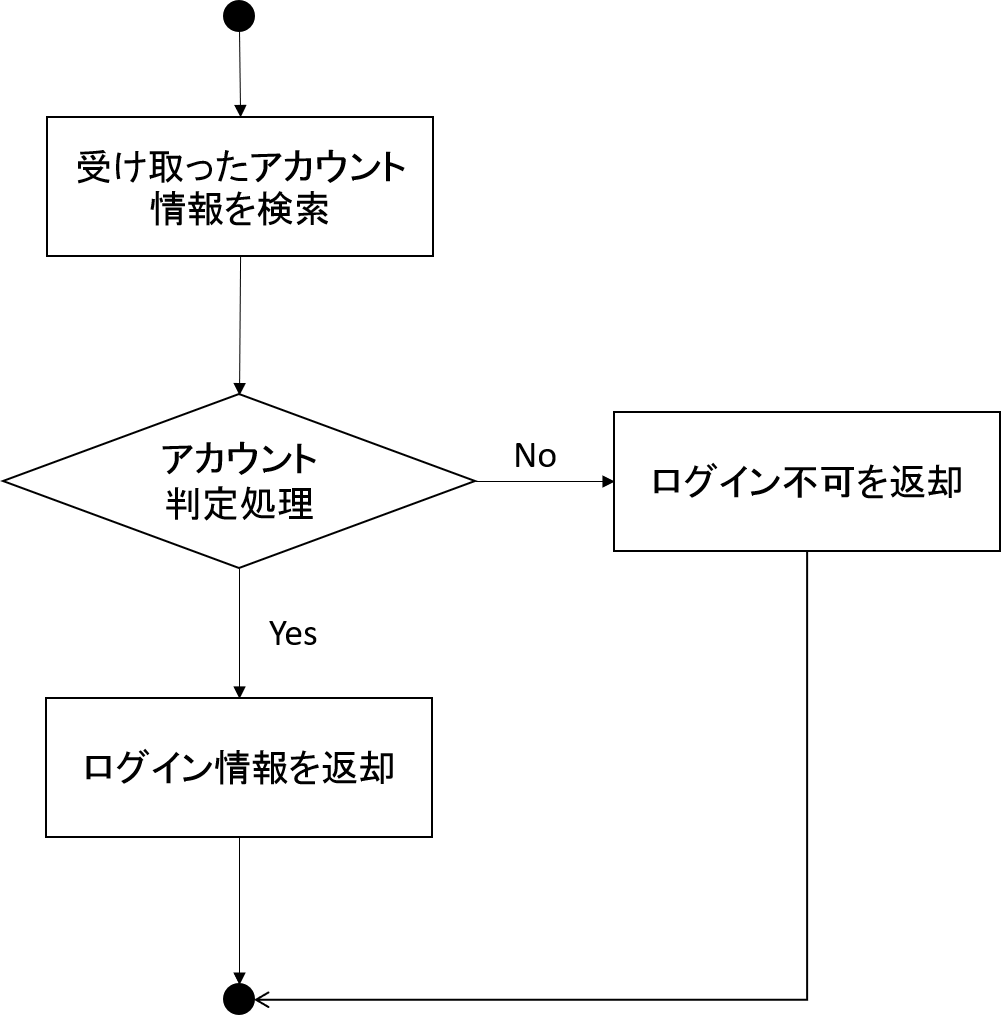 受け取ったアカウント
情報を検索
アカウント
判定処理
No
ログイン不可を返却
Yes
ログイン情報を返却